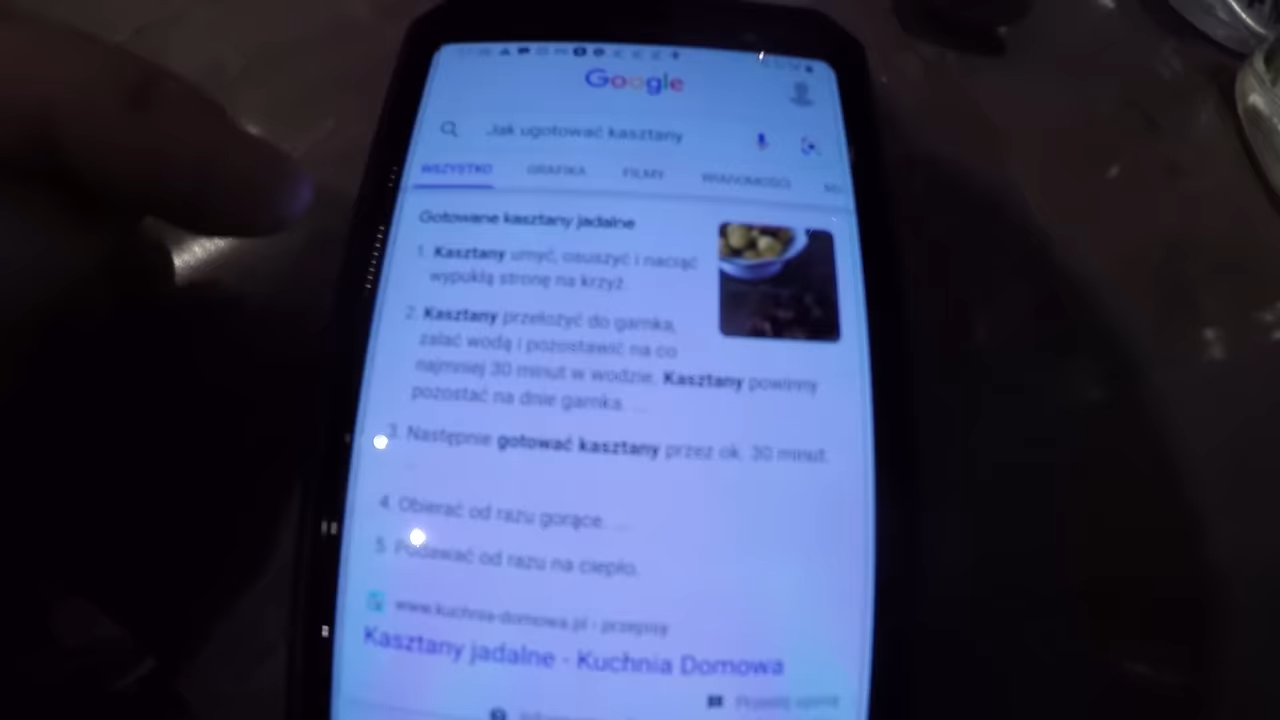 Google
Jak ugotować kasztany
WSZYSTKO GRAFIKA FILMY WIADOMOŚCI
Gotowane kasztany jadalne
1. Kasztany umyć, osuszyć i naciąć
wypukłą stronę na krzyż.
2. Kasztany przełożyć do garnka,
zalać wodą i pozostawić na co
najmniej 30 minut w wodzie. Kasztany powinny
pozostać na dnie garnka. ...
3. Następnie gotować kasztany przez ok. 30 minut.
...
4. Obierać od razu gorące. ...
5. Podawać od razu na ciepło.
www.kuchnia-domowa.pl › przepisy
Kasztany jadalne - Kuchnia Domowa